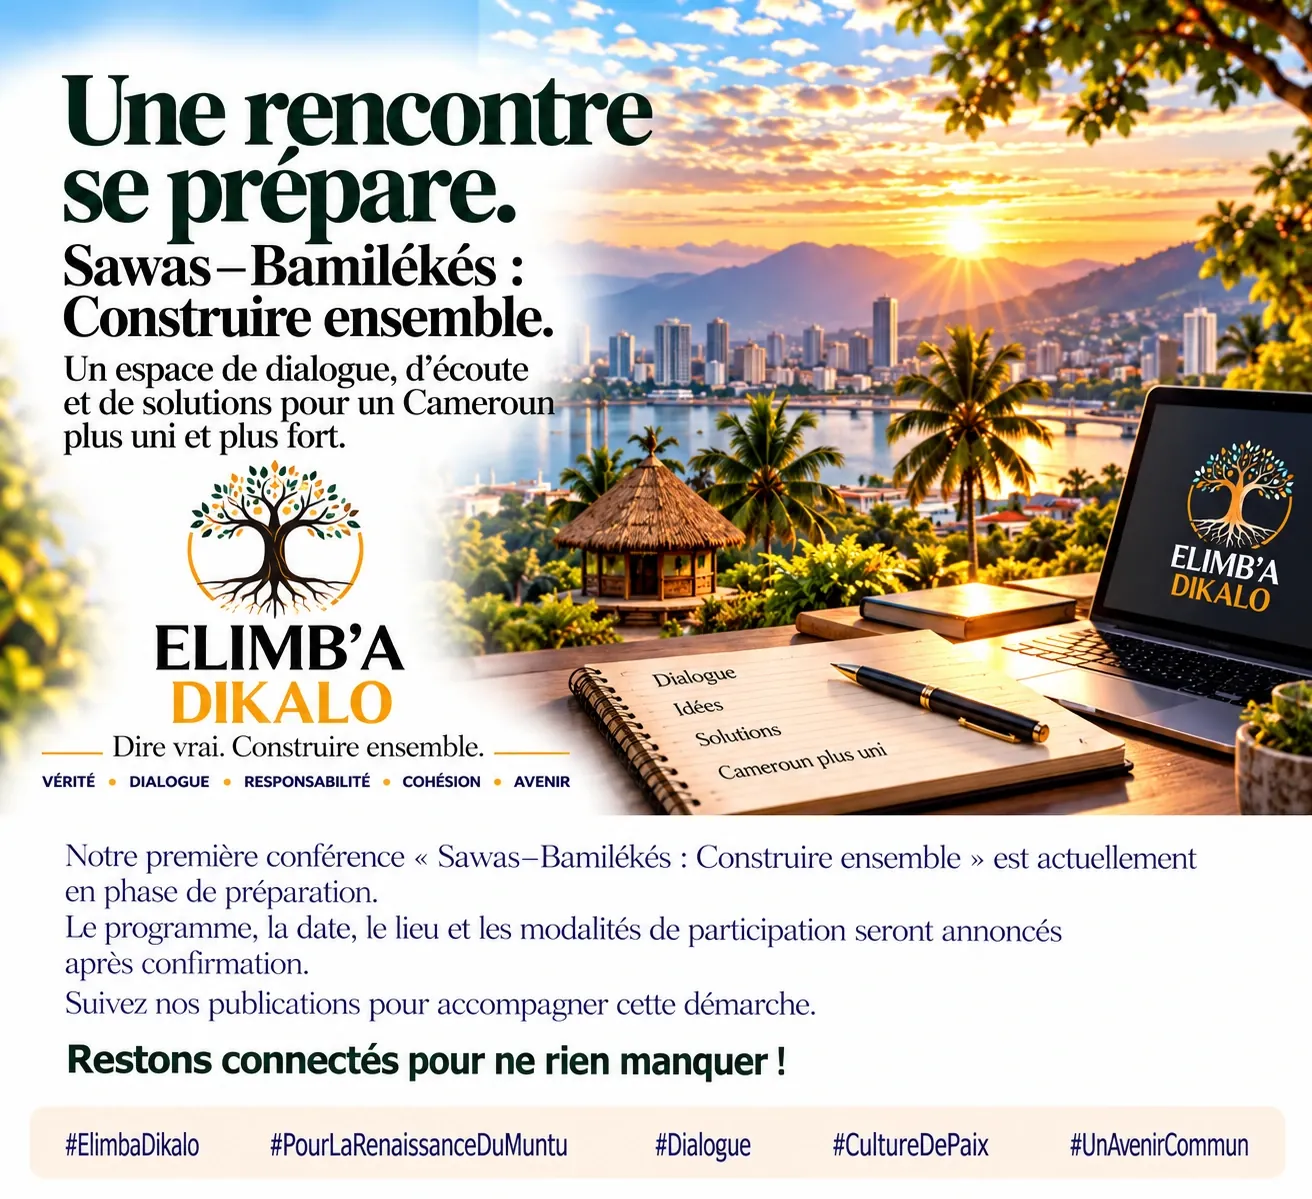 Une rencontre
se prépare.
Sawas–Bamilékés :
Construire ensemble.
Un espace de dialogue, d’écoute
et de solutions pour un Cameroun
plus uni et plus fort.
ELIMB’A
DIKALO
Dire vrai. Construire ensemble.
VÉRITÉ • DIALOGUE • RESPONSABILITÉ • COHÉSION • AVENIR
ELIMB’A
DIKALO
Dialogue
Idées
Solutions
Cameroun plus uni
Notre première conférence « Sawas–Bamilékés : Construire ensemble » est actuellement
en phase de préparation.
Le programme, la date, le lieu et les modalités de participation seront annoncés
après confirmation.
Suivez nos publications pour accompagner cette démarche.
Restons connectés pour ne rien manquer !
#ElimbaDikalo #PourLaRenaissanceDuMuntu #Dialogue #CultureDePaix #UnAvenirCommun